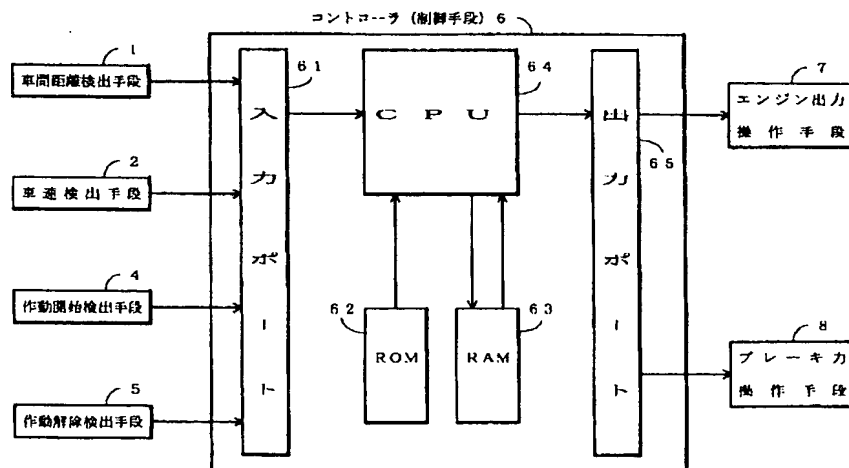 コントローラ(制御手段) 6
1
車間距離検出手段
2
車速検出手段
4
作動開始検出手段
5
作動解除検出手段
61
入力ポート
64
CPU
62
ROM
63
RAM
65
出力ポート
7
エンジン出力
操作手段
8
ブレーキ力
操作手段